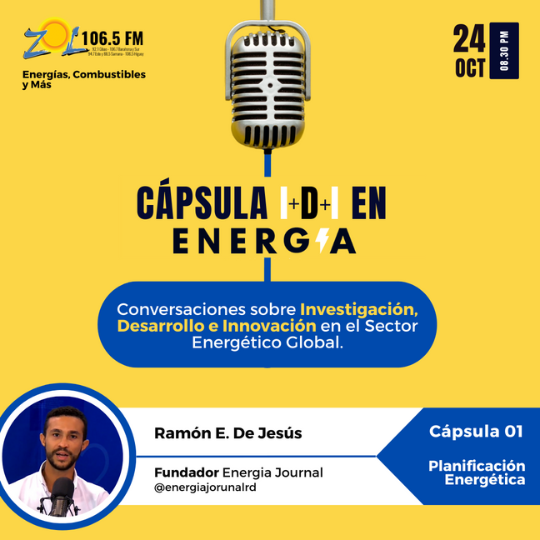 ZOL 106.5 FM
Energías, Combustibles
y Más
24
OCT
08.30 PM
CÁPSULA I+D+I EN
ENERGÍA
Conversaciones sobre Investigación,
Desarrollo e Innovación en el Sector
Energético Global.
Ramón E. De Jesús
Fundador Energia Journal
@energiajorunalrd
Cápsula 01
Planificación
Energética